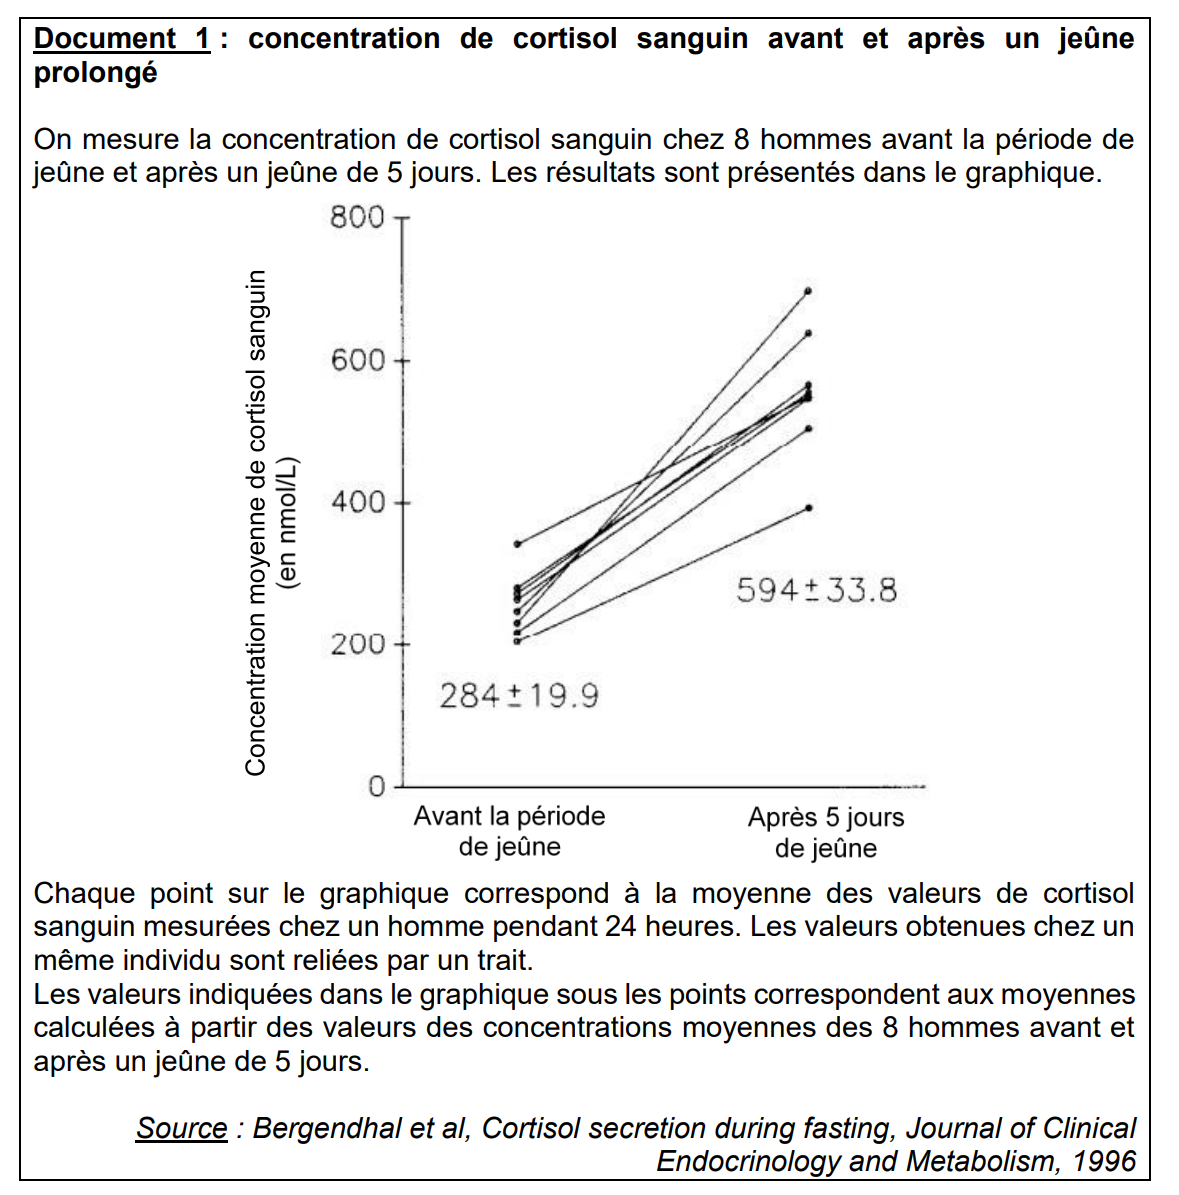 Document 1 : concentration de cortisol sanguin avant et après un jeûne
prolongé
On mesure la concentration de cortisol sanguin chez 8 hommes avant la période de
jeûne et après un jeûne de 5 jours. Les résultats sont présentés dans le graphique.
800
600
400
200
0
Concentration moyenne de cortisol sanguin
(en nmol/L)
594±33.8
284±19.9
Avant la période
de jeûne
Après 5 jours
de jeûne
Chaque point sur le graphique correspond à la moyenne des valeurs de cortisol
sanguin mesurées chez un homme pendant 24 heures. Les valeurs obtenues chez un
même individu sont reliées par un trait.
Les valeurs indiquées dans le graphique sous les points correspondent aux moyennes
calculées à partir des valeurs des concentrations moyennes des 8 hommes avant et
après un jeûne de 5 jours.
Source : Bergendhal et al, Cortisol secretion during fasting, Journal of Clinical
Endocrinology and Metabolism, 1996